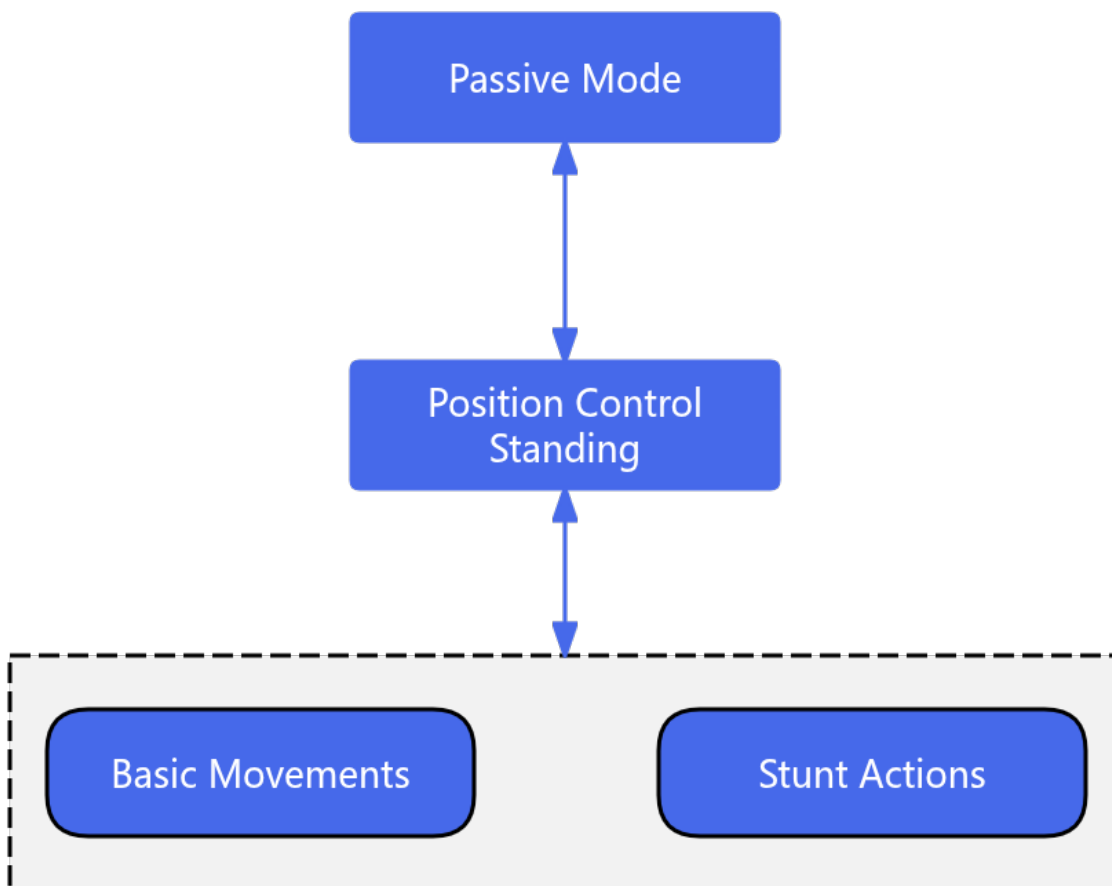 Passive Mode
Position Control
Standing
Basic Movements
Stunt Actions